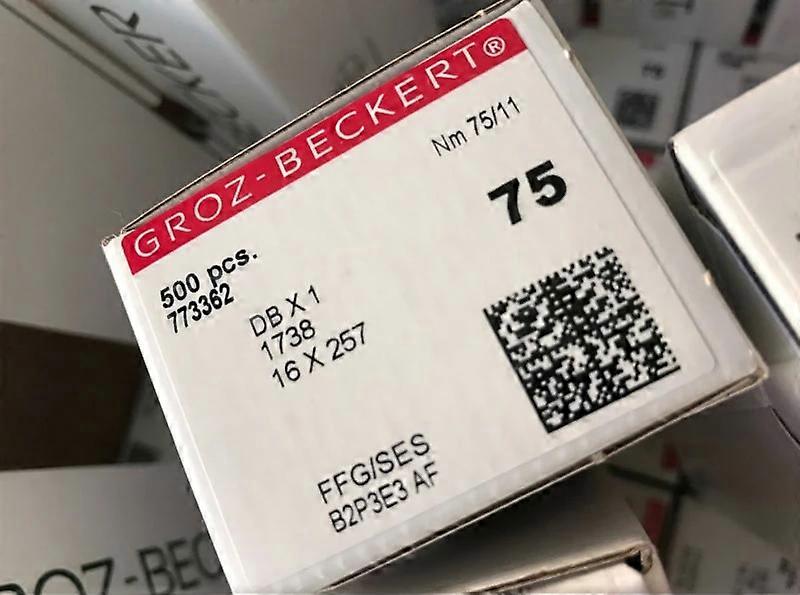 GROZ-BECKERT®
Nm 75/11
75
500 pcs.
773362
DB X 1
1738
16 X 257
FFG/SES
B2P3E3 AF